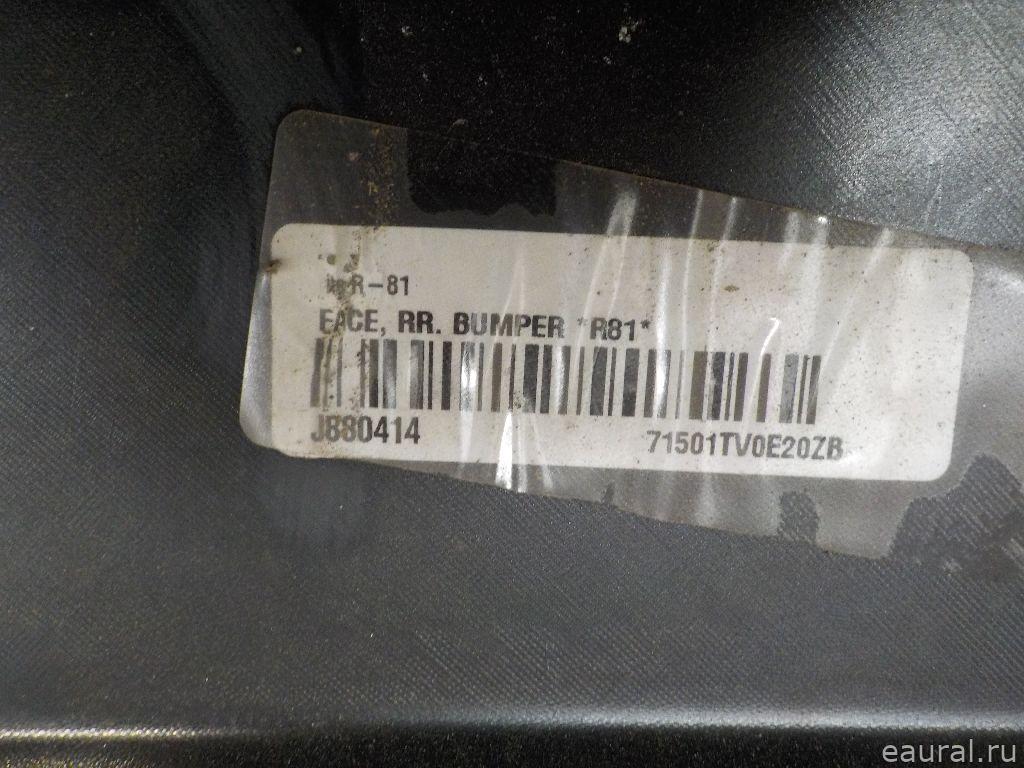 R-81
FACE, RR. BUMPER *R81*
J880414 71501TV0E20ZB
eaural.ru